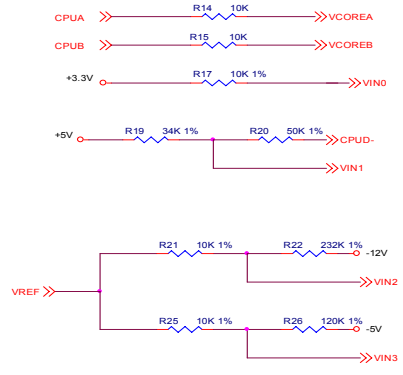 R14 10K
CPUA VCOREA
R15 10K
CPUB VCOREB
+3.3V R17 10K 1% VIN0
+5V R19 34K 1% R20 50K 1% CPUD-
VIN1
R21 10K 1% R22 232K 1%
-12V
VIN2
VREF
R25 10K 1% R26 120K 1%
-5V
VIN3